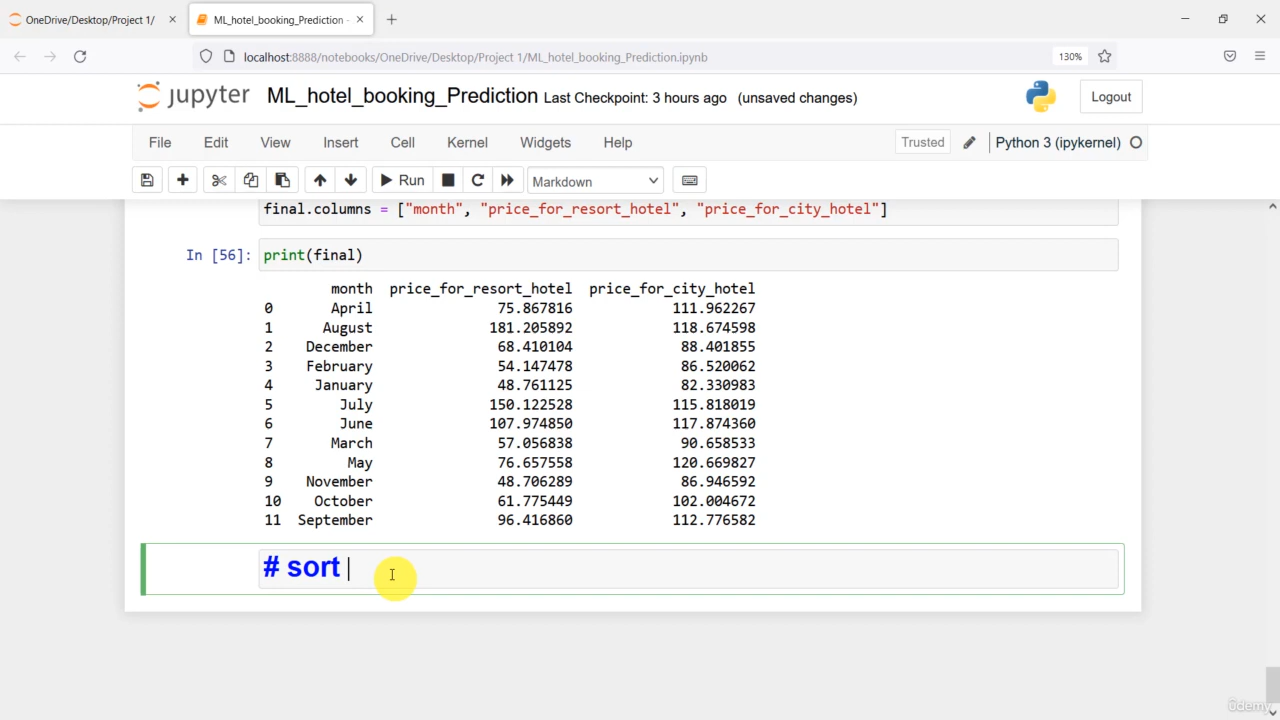 OneDrive/Desktop/Project 1/
ML_hotel_booking_Prediction -
localhost:8888/notebooks/OneDrive/Desktop/Project 1/ML_hotel_booking_Prediction.ipynb
130%
jupyter
ML_hotel_booking_Prediction Last Checkpoint: 3 hours ago (unsaved changes)
Logout
File Edit View Insert Cell Kernel Widgets Help
Trusted
Python 3 (ipykernel)
Run
Markdown
final.columns = ["month", "price_for_resort_hotel", "price_for_city_hotel"]
In [56]: print(final)
month price_for_resort_hotel price_for_city_hotel
0 April 75.867816 111.962267
1 August 181.205892 118.674598
2 December 68.410104 88.401855
3 February 54.147478 86.520062
4 January 48.761125 82.330983
5 July 150.122528 115.818019
6 June 107.974850 117.874360
7 March 57.056838 90.658533
8 May 76.657558 120.669827
9 November 48.706289 86.946592
10 October 61.775449 102.004672
11 September 96.416860 112.776582
# sort
ûdemy